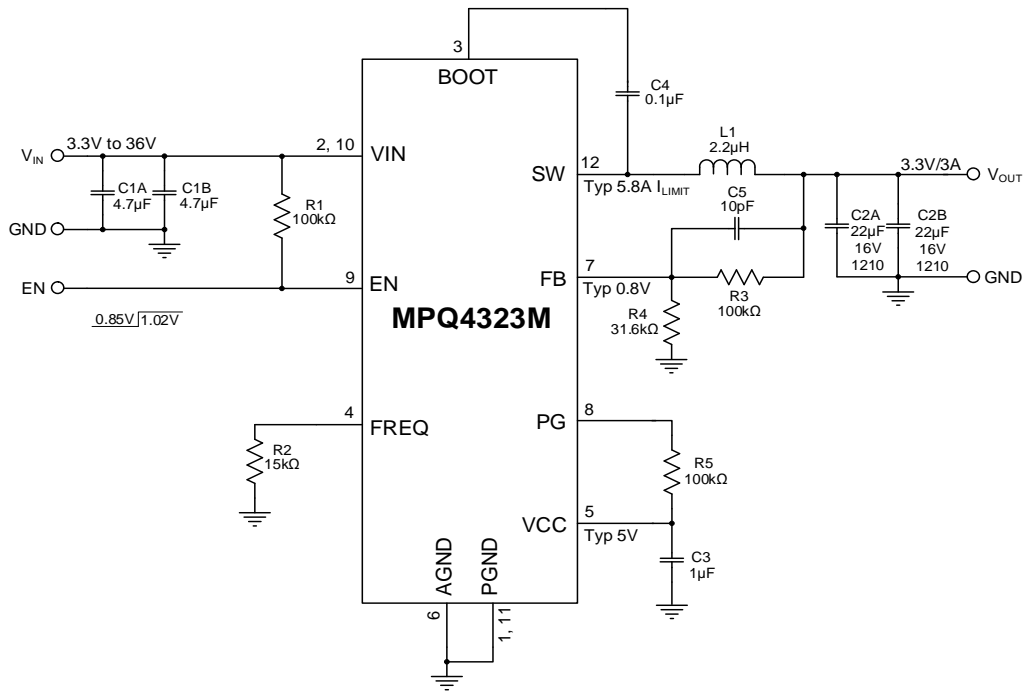 3
BOOT
C4
0.1µF
VIN 3.3V to 36V
2, 10
VIN
C1A
4.7µF
C1B
4.7µF
GND
R1
100kΩ
EN
9
EN
0.85V 1.02V
MPQ4323M
12
SW
Typ 5.8A ILIMIT
L1
2.2µH
3.3V/3A
VOUT
C5
10pF
C2A
22µF
16V
1210
C2B
22µF
16V
1210
GND
7
FB
Typ 0.8V
R3
100kΩ
R4
31.6kΩ
4
FREQ
R2
15kΩ
8
PG
R5
100kΩ
5
VCC
Typ 5V
C3
1µF
AGND
PGND
6
1, 11